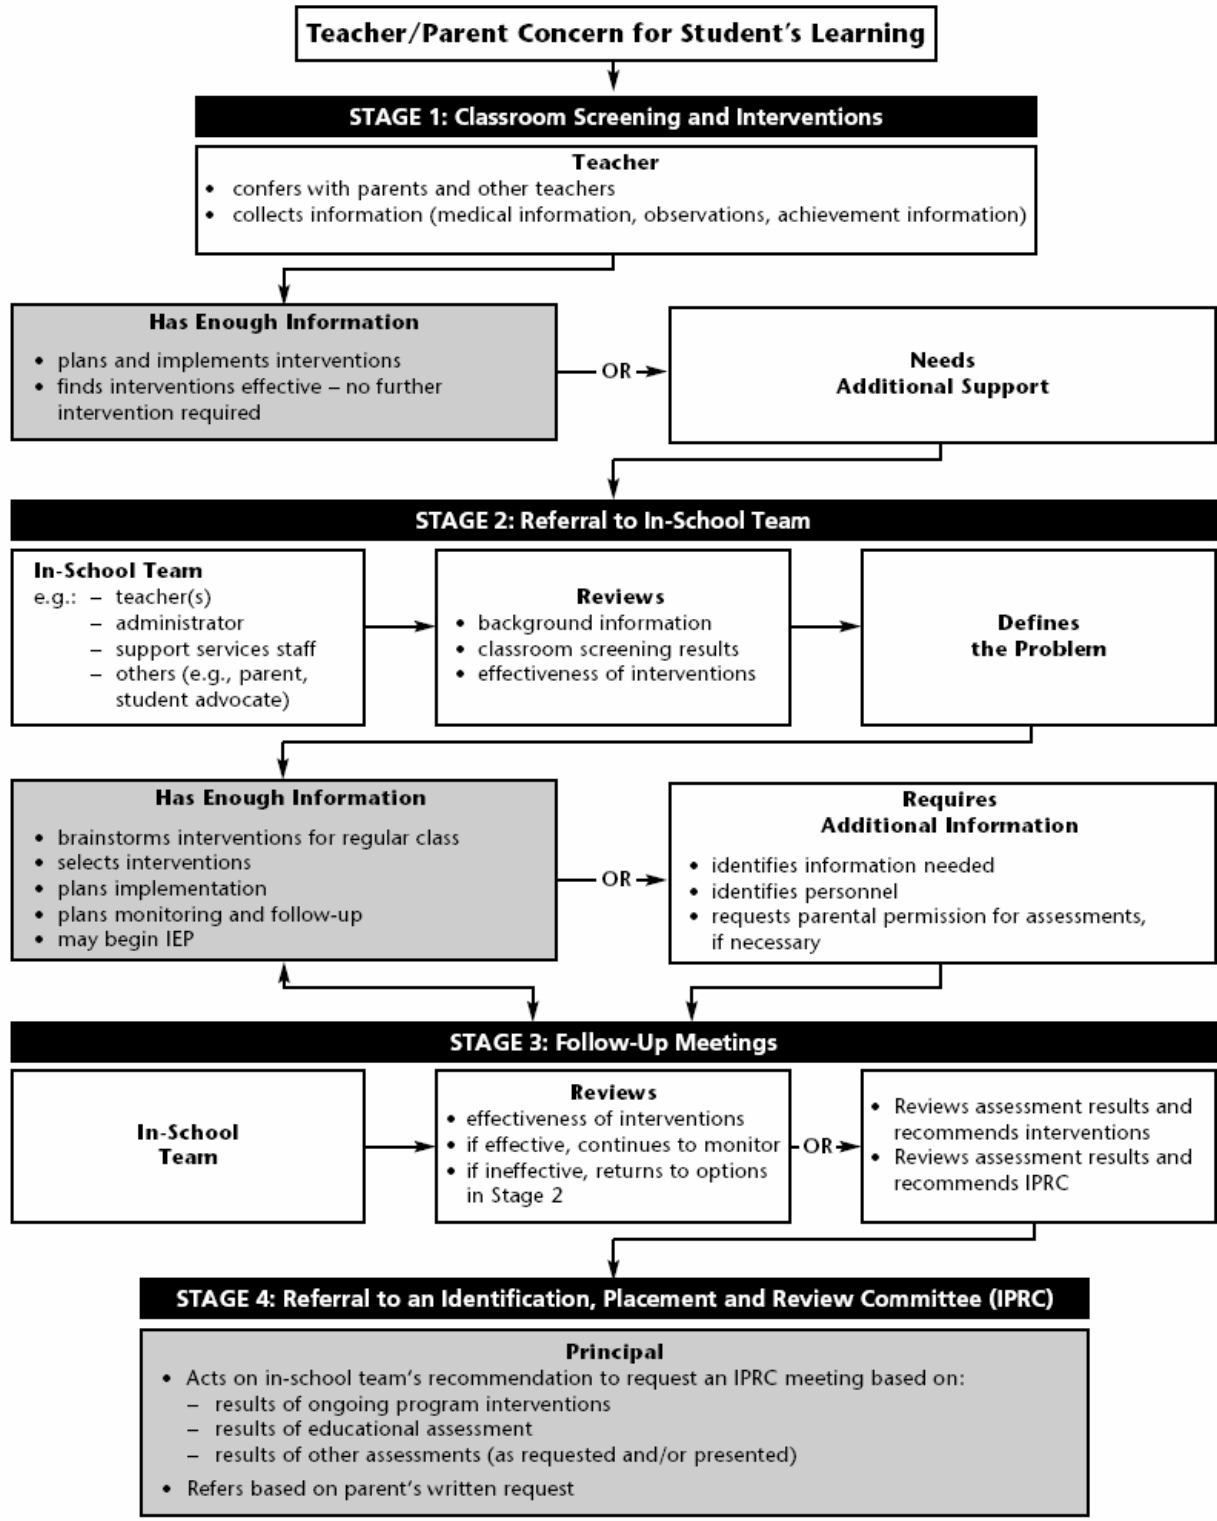 Teacher/Parent Concern for Student's Learning
STAGE 1: Classroom Screening and Interventions
Teacher
• confers with parents and other teachers
• collects information (medical information, observations, achievement information)
Has Enough Information
• plans and implements interventions
• finds interventions effective – no further
intervention required
OR
Needs
Additional Support
STAGE 2: Referral to In-School Team
In-School Team
e.g.: – teacher(s)
– administrator
– support services staff
– others (e.g., parent,
student advocate)
Reviews
• background information
• classroom screening results
• effectiveness of interventions
Defines
the Problem
Has Enough Information
• brainstorms interventions for regular class
• selects interventions
• plans implementation
• plans monitoring and follow-up
• may begin IEP
OR
Requires
Additional Information
• identifies information needed
• identifies personnel
• requests parental permission for assessments,
if necessary
STAGE 3: Follow-Up Meetings
In-School
Team
Reviews
• effectiveness of interventions
• if effective, continues to monitor
• if ineffective, returns to options
in Stage 2
OR
• Reviews assessment results and
recommends interventions
• Reviews assessment results and
recommends IPRC
STAGE 4: Referral to an Identification, Placement and Review Committee (IPRC)
Principal
• Acts on in-school team's recommendation to request an IPRC meeting based on:
– results of ongoing program interventions
– results of educational assessment
– results of other assessments (as requested and/or presented)
• Refers based on parent's written request